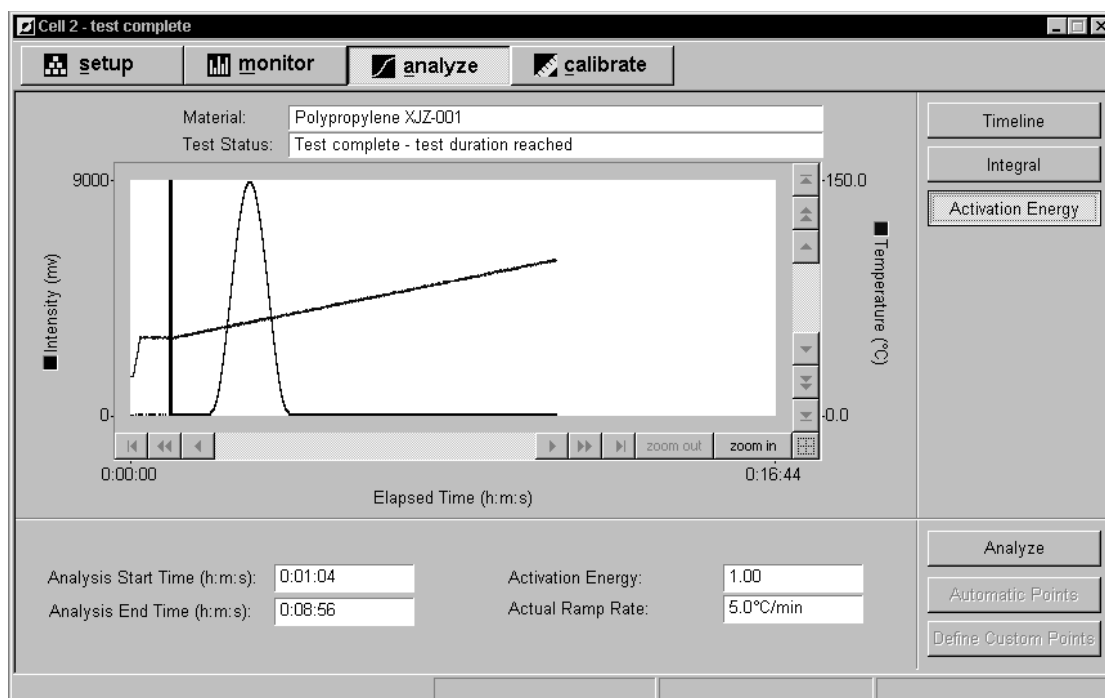 Cell 2 - test complete
setup monitor analyze calibrate
Material: Polypropylene XJZ-001
Test Status: Test complete - test duration reached
Timeline
Integral
Activation Energy
9000
0
Intensity (mv)
150.0
0.0
Temperature (°C)
zoom out zoom in
0:00:00 0:16:44
Elapsed Time (h:m:s)
Analysis Start Time (h:m:s): 0:01:04
Analysis End Time (h:m:s): 0:08:56
Activation Energy: 1.00
Actual Ramp Rate: 5.0°C/min
Analyze
Automatic Points
Define Custom Points